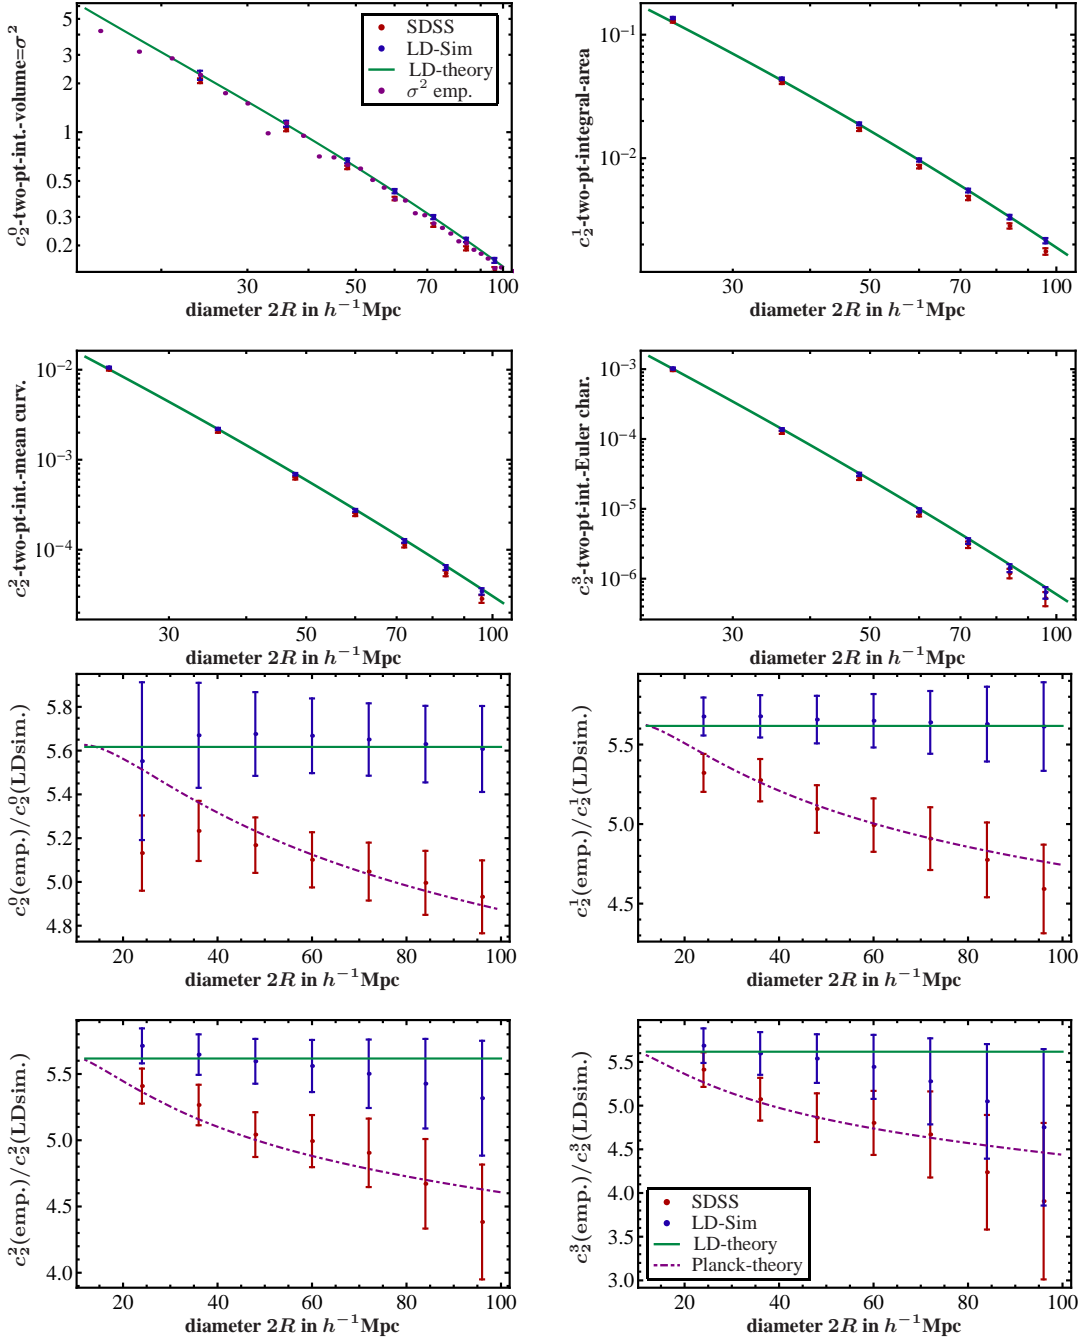 c₂⁰-two-pt-int.-volume=σ²
5
3
2
1
0.5
0.3
0.2
30
50
70
100
diameter 2R in h⁻¹Mpc
SDSS
LD-Sim
LD-theory
σ² emp.
c₂¹-two-pt-integral-area
10⁻¹
10⁻²
30
50
70
100
diameter 2R in h⁻¹Mpc
c₂²-two-pt-int.-mean curv.
10⁻²
10⁻³
10⁻⁴
30
50
70
100
diameter 2R in h⁻¹Mpc
c₂³-two-pt-int.-Euler char.
10⁻³
10⁻⁴
10⁻⁵
10⁻⁶
30
50
70
100
diameter 2R in h⁻¹Mpc
c₂⁰(emp.)/c₂⁰(LDsim.)
5.8
5.6
5.4
5.2
5.0
4.8
20
40
60
80
100
diameter 2R in h⁻¹Mpc
c₂¹(emp.)/c₂¹(LDsim.)
5.5
5.0
4.5
20
40
60
80
100
diameter 2R in h⁻¹Mpc
c₂²(emp.)/c₂²(LDsim.)
5.5
5.0
4.5
4.0
20
40
60
80
100
diameter 2R in h⁻¹Mpc
c₂³(emp.)/c₂³(LDsim.)
5.5
5.0
4.5
4.0
3.5
3.0
20
40
60
80
100
diameter 2R in h⁻¹Mpc
SDSS
LD-Sim
LD-theory
Planck-theory